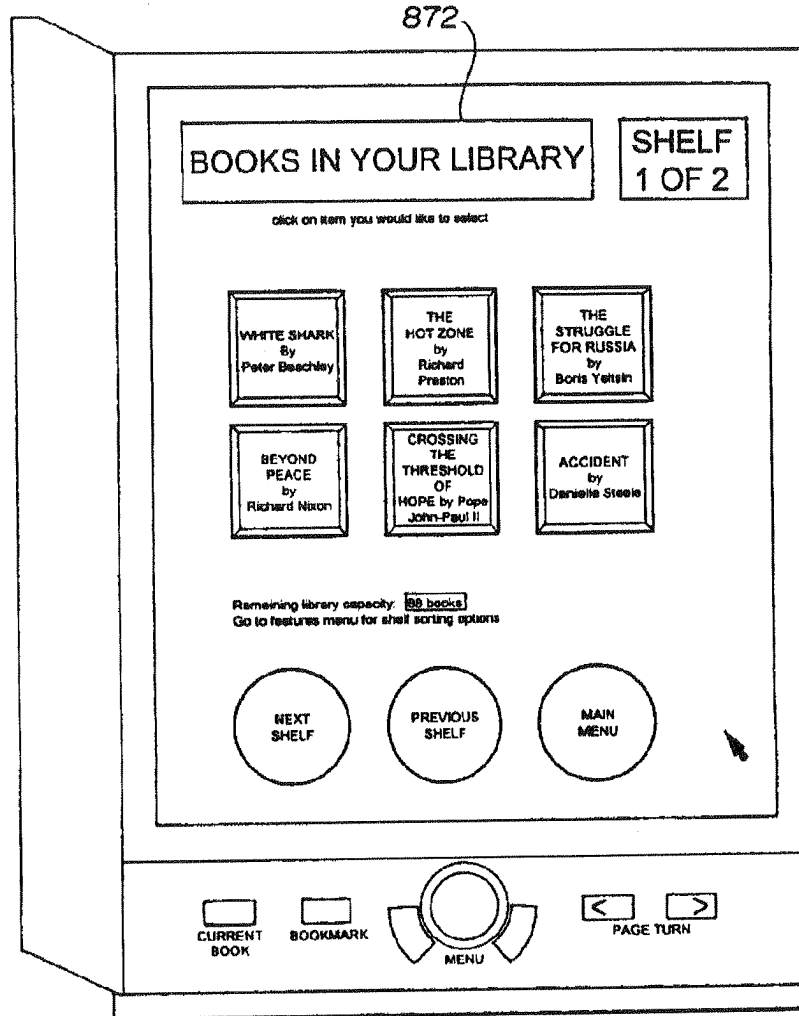 872
BOOKS IN YOUR LIBRARY
SHELF
1 OF 2
click on item you would like to select
WHITE SHARK
By
Peter Beachley
THE
HOT ZONE
by
Richard
Preston
THE
STRUGGLE
FOR RUSSIA
by
Boris Yeltsin
BEYOND
PEACE
by
Richard Nixon
CROSSING
THE
THRESHOLD
OF
HOPE by Pope
John-Paul II
ACCIDENT
by
Danielle Steele
Remaining library capacity: 88 books
Go to features menu for shelf sorting options
NEXT
SHELF
PREVIOUS
SHELF
MAIN
MENU
CURRENT
BOOK
BOOKMARK
MENU
< >
PAGE TURN